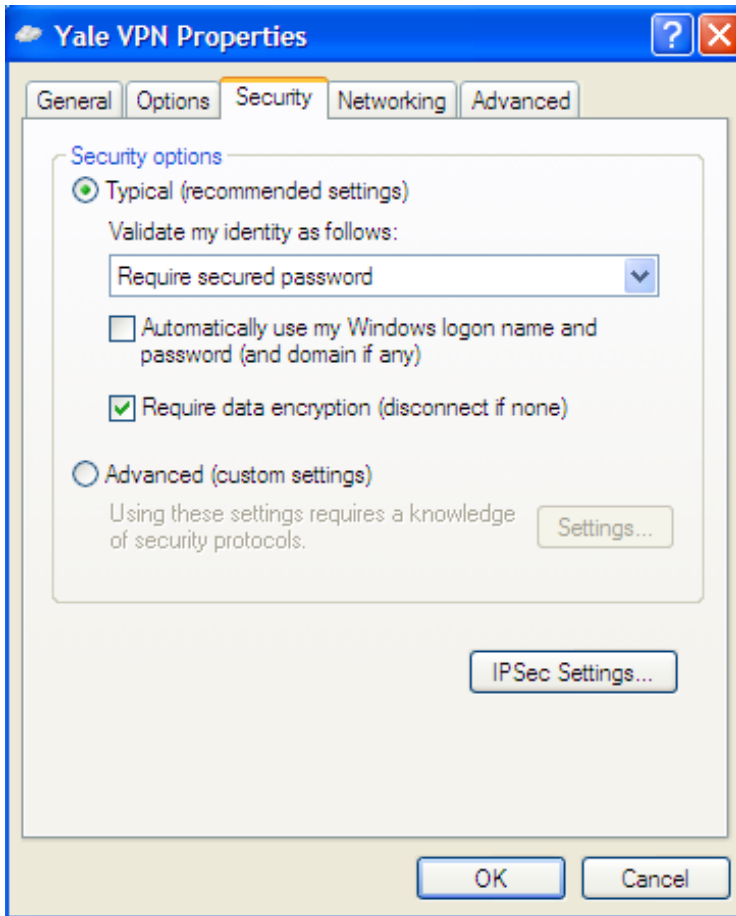 Yale VPN Properties
?
General Options Security Networking Advanced
Security options
Typical (recommended settings)
Validate my identity as follows:
Require secured password
Automatically use my Windows logon name and
password (and domain if any)
Require data encryption (disconnect if none)
Advanced (custom settings)
Using these settings requires a knowledge
of security protocols.
Settings...
IPSec Settings...
OK Cancel